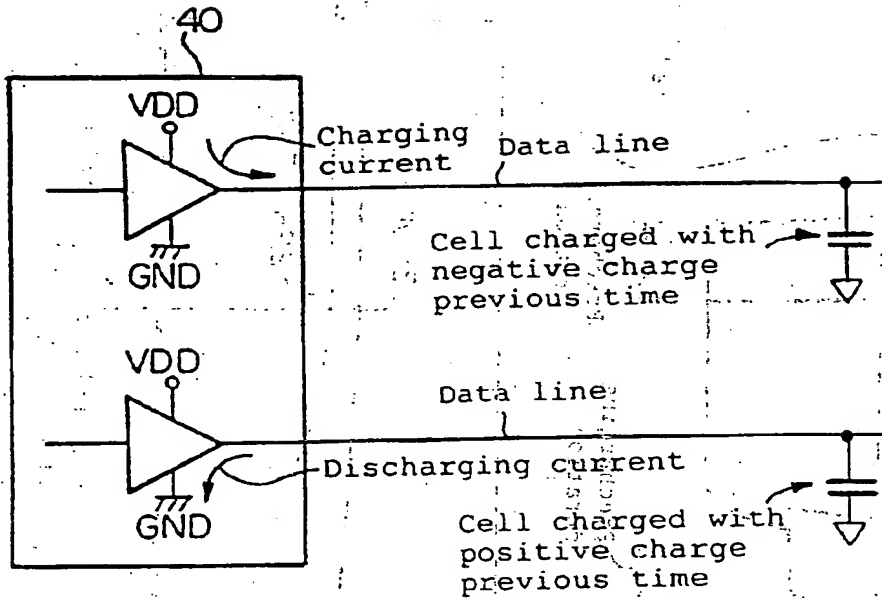 40
VDD
Charging
current
Data line
GND
Cell charged with
negative charge
previous time
VDD
Data line
Discharging current
GND
Cell charged with
positive charge
previous time